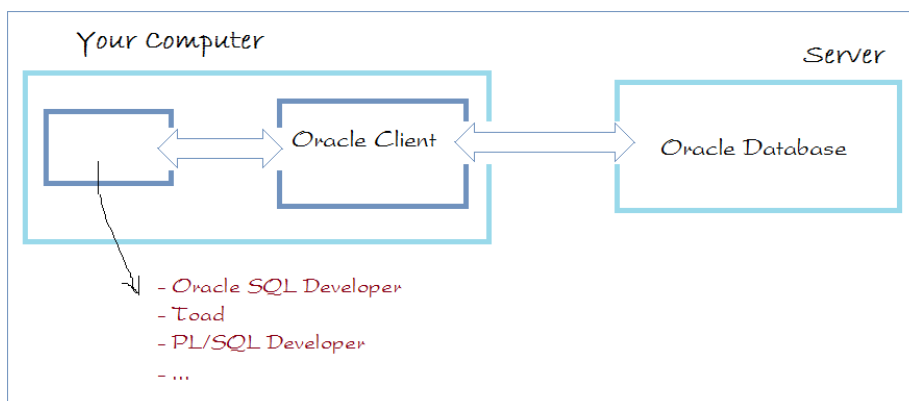 Your Computer
Server
Oracle Client
Oracle Database
- Oracle SQL Developer
- Toad
- PL/SQL Developer
- ...